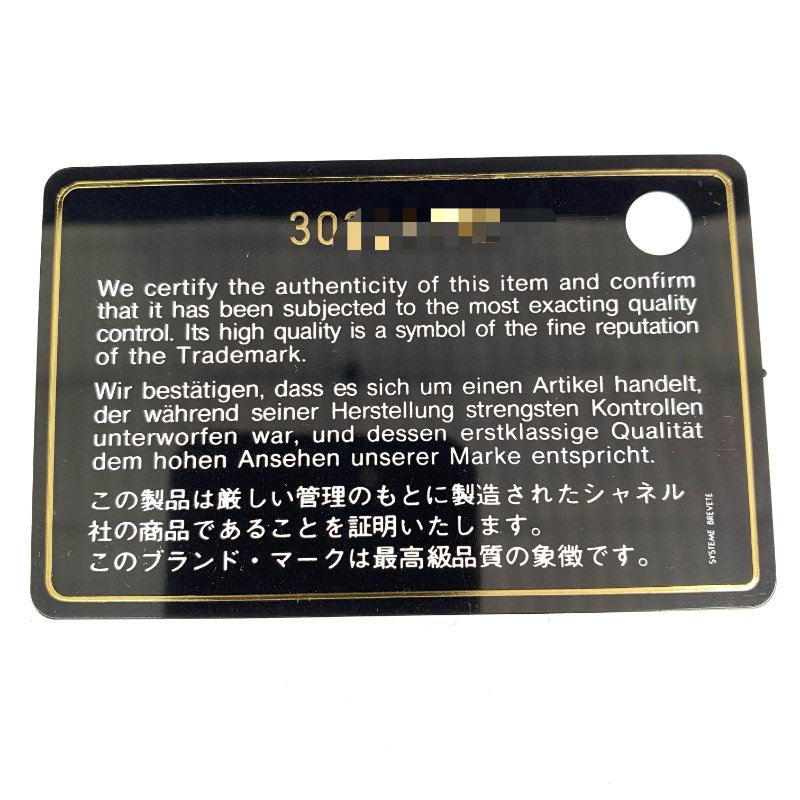 301
We certify the authenticity of this item and confirm
that it has been subjected to the most exacting quality
control. Its high quality is a symbol of the fine reputation
of the Trademark.
Wir bestätigen, dass es sich um einen Artikel handelt,
der während seiner Herstellung strengsten Kontrollen
unterworfen war, und dessen erstklassige Qualität
dem hohen Ansehen unserer Marke entspricht.
この製品は厳しい管理のもとに製造されたシャネル
社の商品であることを証明いたします。
このブランド・マークは最高級品質の象徴です。
SYSTEME BREVETE